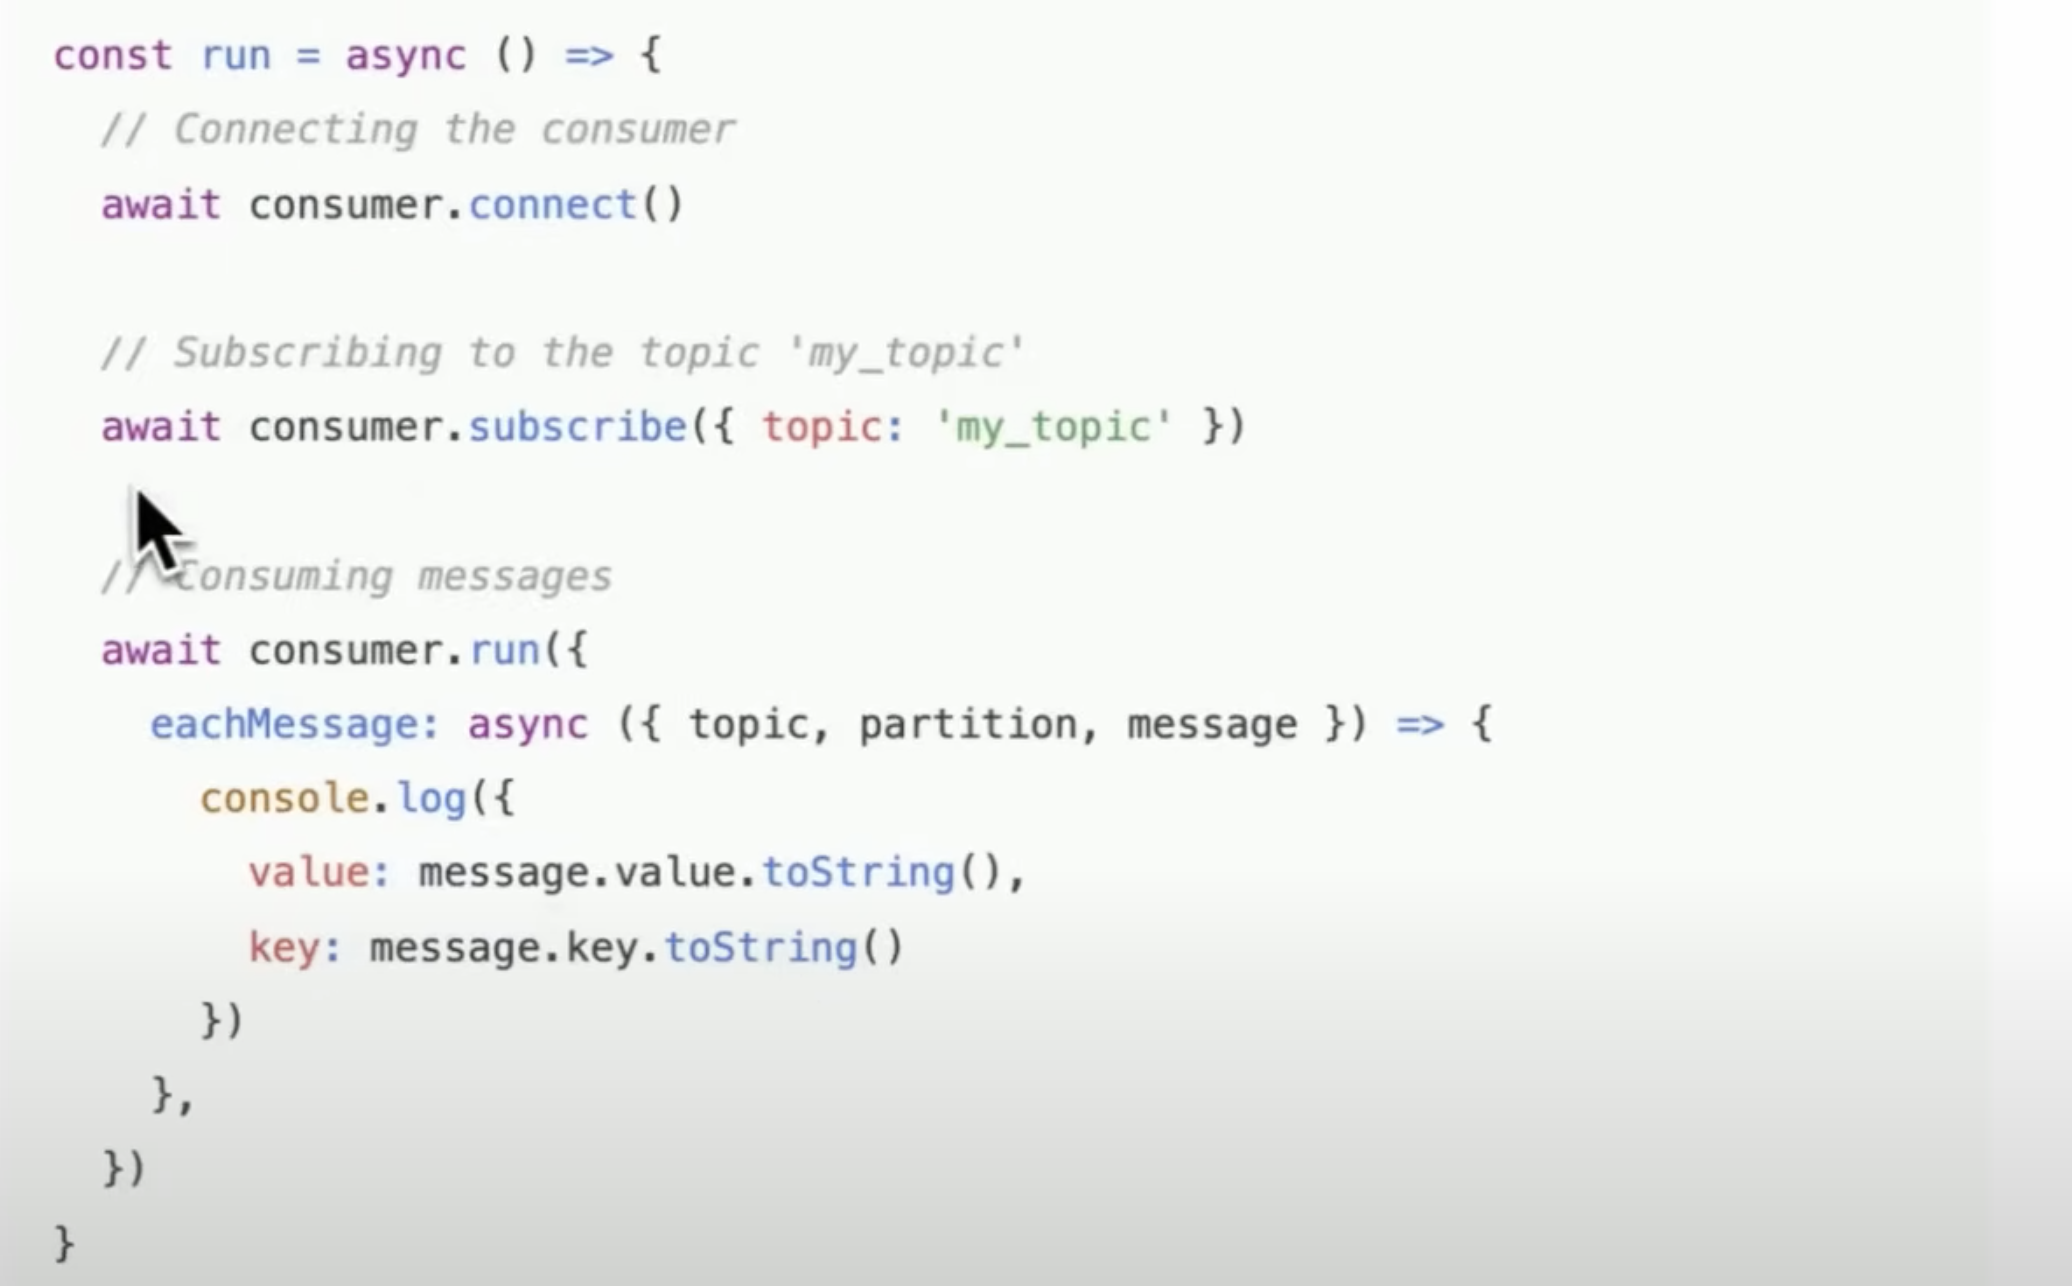 const run = async () => {
  // Connecting the consumer
  await consumer.connect()

  // Subscribing to the topic 'my_topic'
  await consumer.subscribe({ topic: 'my_topic' })

  // Consuming messages
  await consumer.run({
    eachMessage: async ({ topic, partition, message }) => {
      console.log({
        value: message.value.toString(),
        key: message.key.toString()
      })
    },
  })
}